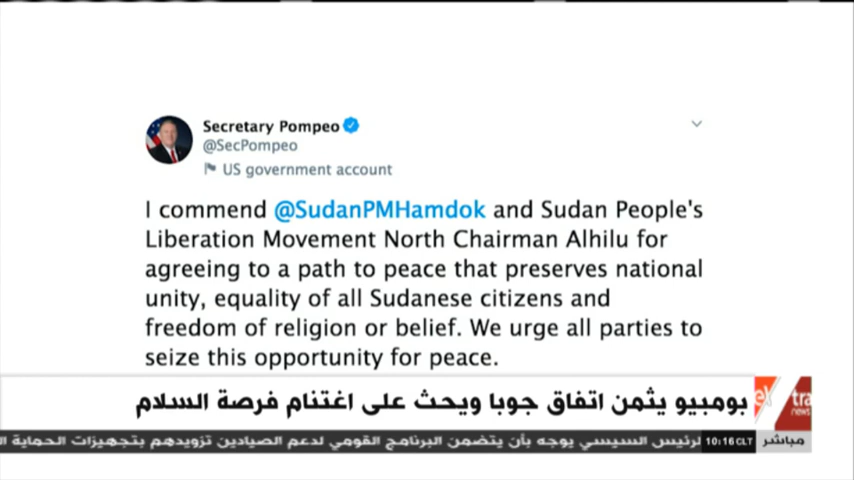 Secretary Pompeo
@SecPompeo
US government account
I commend @SudanPMHamdok and Sudan People's
Liberation Movement North Chairman Alhilu for
agreeing to a path to peace that preserves national
unity, equality of all Sudanese citizens and
freedom of religion or belief. We urge all parties to
seize this opportunity for peace.
بومبيو يثمن اتفاق جوبا ويحث على اغتنام فرصة السلام
tra
news
مباشر
10:16 CLT
لرئيس السيسي يوجه بأن يتضمن البرنامج القومي لدعم الصيادين تزويدهم بتجهيزات الحماية